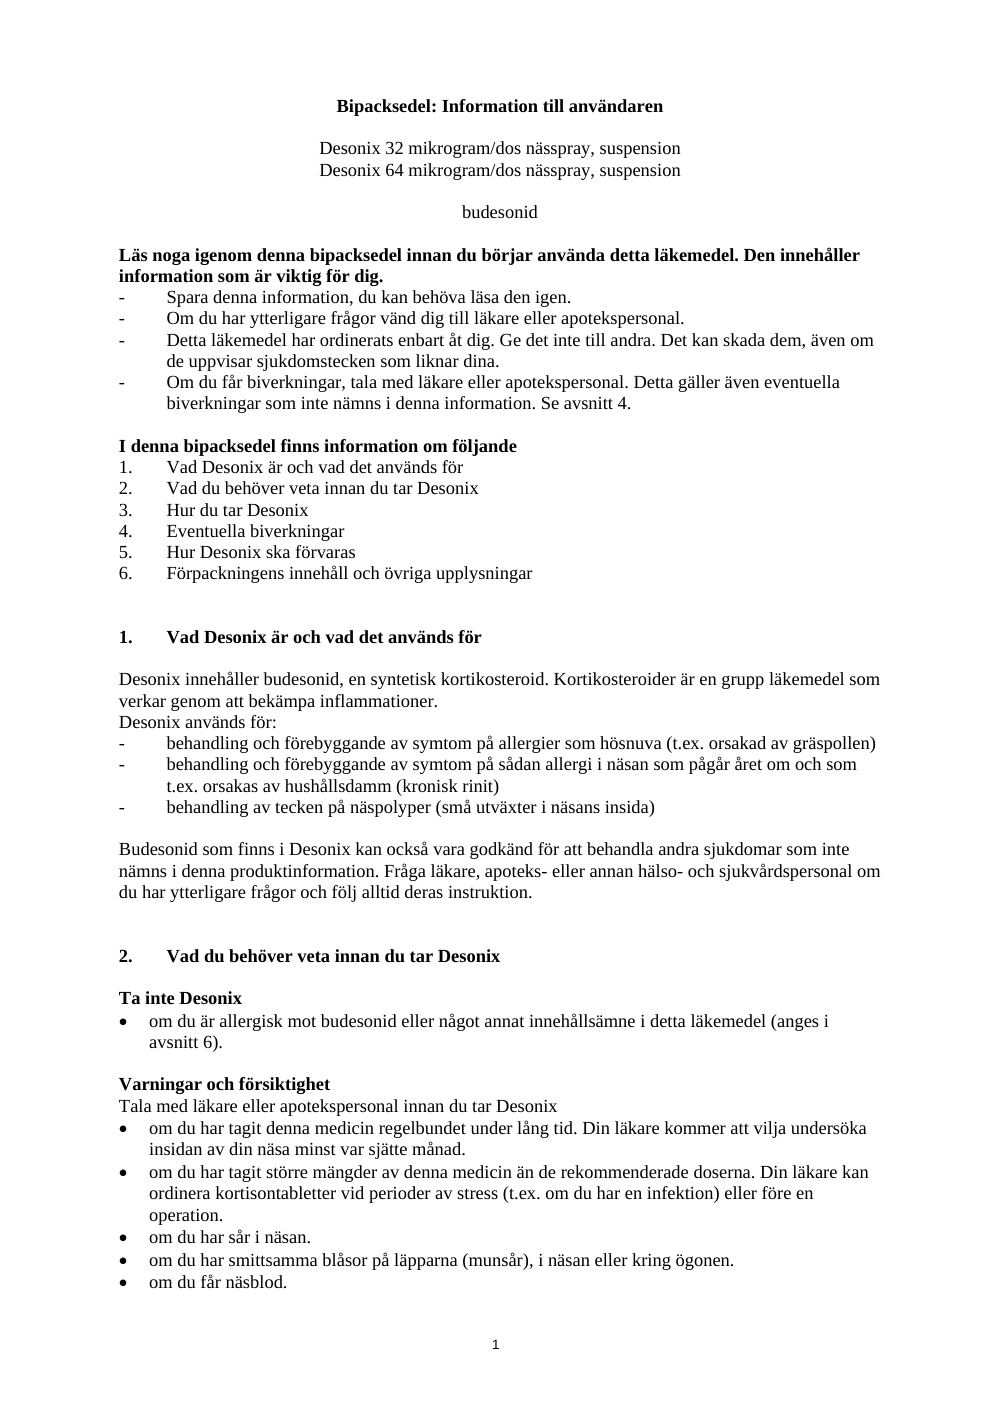 Bipacksedel: Information till användaren
Desonix 32 mikrogram/dos nässpray, suspension
Desonix 64 mikrogram/dos nässpray, suspension
budesonid
Läs noga igenom denna bipacksedel innan du börjar använda detta läkemedel. Den innehåller
information som är viktig för dig.
- Spara denna information, du kan behöva läsa den igen.
- Om du har ytterligare frågor vänd dig till läkare eller apotekspersonal.
- Detta läkemedel har ordinerats enbart åt dig. Ge det inte till andra. Det kan skada dem, även om
de uppvisar sjukdomstecken som liknar dina.
- Om du får biverkningar, tala med läkare eller apotekspersonal. Detta gäller även eventuella
biverkningar som inte nämns i denna information. Se avsnitt 4.
I denna bipacksedel finns information om följande
1. Vad Desonix är och vad det används för
2. Vad du behöver veta innan du tar Desonix
3. Hur du tar Desonix
4. Eventuella biverkningar
5. Hur Desonix ska förvaras
6. Förpackningens innehåll och övriga upplysningar
1. Vad Desonix är och vad det används för
Desonix innehåller budesonid, en syntetisk kortikosteroid. Kortikosteroider är en grupp läkemedel som
verkar genom att bekämpa inflammationer.
Desonix används för:
- behandling och förebyggande av symtom på allergier som hösnuva (t.ex. orsakad av gräspollen)
- behandling och förebyggande av symtom på sådan allergi i näsan som pågår året om och som
t.ex. orsakas av hushållsdamm (kronisk rinit)
- behandling av tecken på näspolyper (små utväxter i näsans insida)
Budesonid som finns i Desonix kan också vara godkänd för att behandla andra sjukdomar som inte
nämns i denna produktinformation. Fråga läkare, apoteks- eller annan hälso- och sjukvårdspersonal om
du har ytterligare frågor och följ alltid deras instruktion.
2. Vad du behöver veta innan du tar Desonix
Ta inte Desonix
• om du är allergisk mot budesonid eller något annat innehållsämne i detta läkemedel (anges i
avsnitt 6).
Varningar och försiktighet
Tala med läkare eller apotekspersonal innan du tar Desonix
• om du har tagit denna medicin regelbundet under lång tid. Din läkare kommer att vilja undersöka
insidan av din näsa minst var sjätte månad.
• om du har tagit större mängder av denna medicin än de rekommenderade doserna. Din läkare kan
ordinera kortisontabletter vid perioder av stress (t.ex. om du har en infektion) eller före en
operation.
• om du har sår i näsan.
• om du har smittsamma blåsor på läpparna (munsår), i näsan eller kring ögonen.
• om du får näsblod.
1